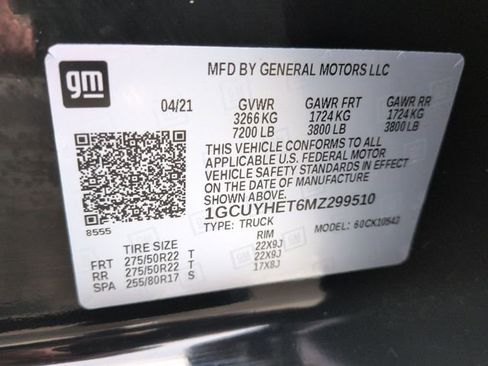 gm
MFD BY GENERAL MOTORS LLC
04/21 GVWR GAWR FRT GAWR RR
3266 KG 1724 KG 1724 KG
7200 LB 3800 LB 3800 LB
THIS VEHICLE CONFORMS TO ALL
APPLICABLE U.S. FEDERAL MOTOR
VEHICLE SAFETY STANDARDS IN EFFECT
ON THE DATE OF MANUFACTURE SHOWN ABOVE.
1GCUYHET6MZ299510
8555 TYPE: TRUCK MODEL: 60CK10543
TIRE SIZE RIM
FRT 275/50R22 T 22X9J
RR 275/50R22 T 22X9J
SPA 255/80R17 S 17X8J